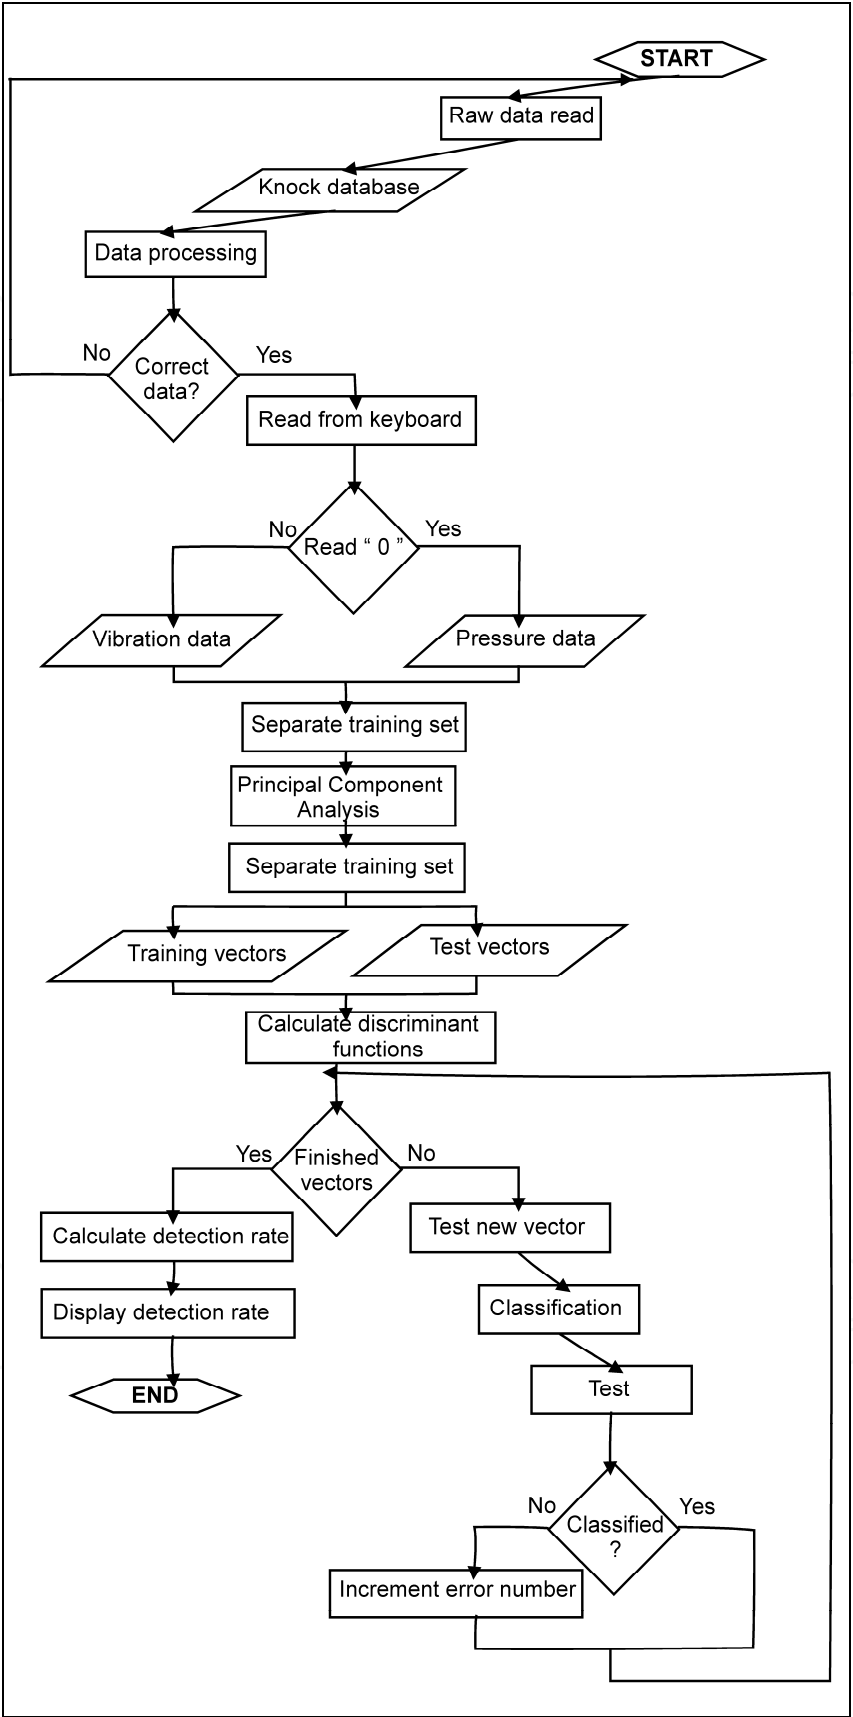 START
Raw data read
Knock database
Data processing
No
Yes
Correct
data?
Read from keyboard
No
Yes
Read “ 0 ”
Vibration data
Pressure data
Separate training set
Principal Component
Analysis
Separate training set
Training vectors
Test vectors
Calculate discriminant
functions
Yes
No
Finished
vectors
Calculate detection rate
Test new vector
Display detection rate
Classification
END
Test
No
Yes
Classified
?
Increment error number